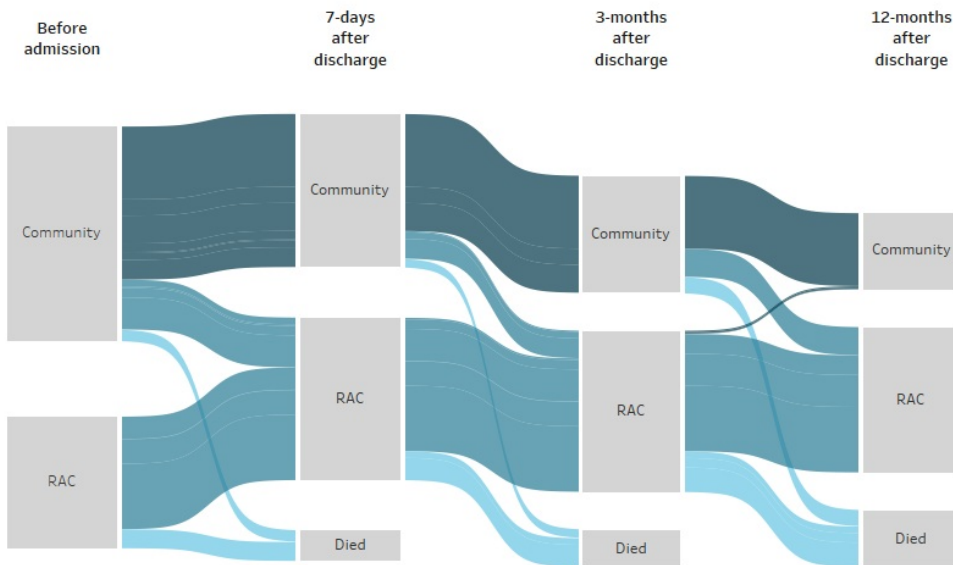 Before
admission
7-days
after
discharge
3-months
after
discharge
12-months
after
discharge
Community
RAC
Community
RAC
Died
Community
RAC
Died
Community
RAC
Died